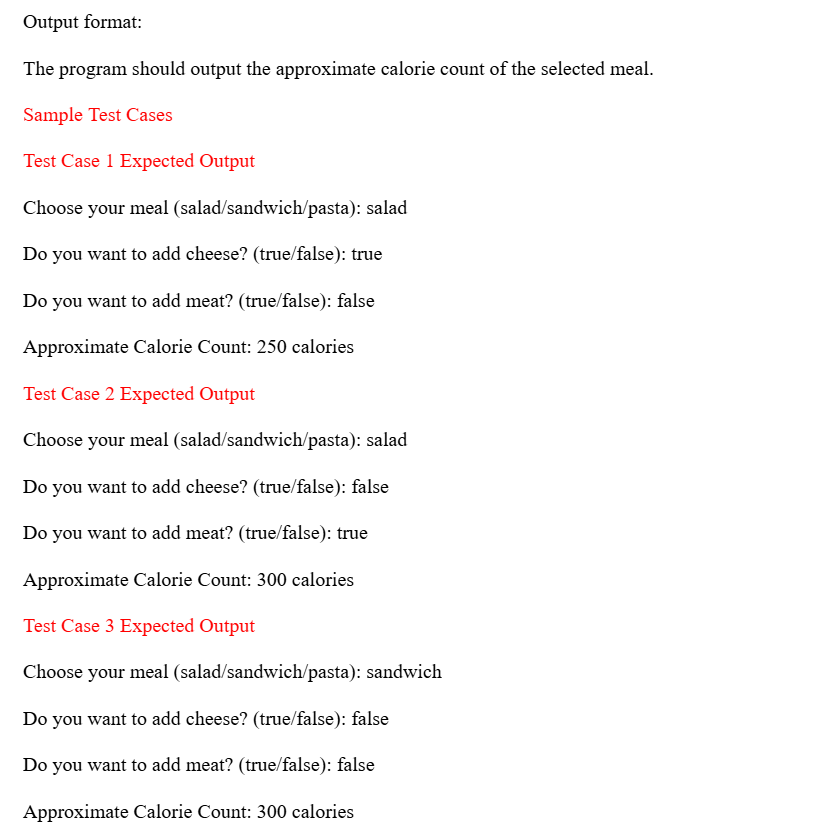 Output format:
The program should output the approximate calorie count of the selected meal.
Sample Test Cases
Test Case 1 Expected Output
Choose your meal (salad/sandwich/pasta): salad
Do you want to add cheese? (true/false): true
Do you want to add meat? (true/false): false
Approximate Calorie Count: 250 calories
Test Case 2 Expected Output
Choose your meal (salad/sandwich/pasta): salad
Do you want to add cheese? (true/false): false
Do you want to add meat? (true/false): true
Approximate Calorie Count: 300 calories
Test Case 3 Expected Output
Choose your meal (salad/sandwich/pasta): sandwich
Do you want to add cheese? (true/false): false
Do you want to add meat? (true/false): false
Approximate Calorie Count: 300 calories